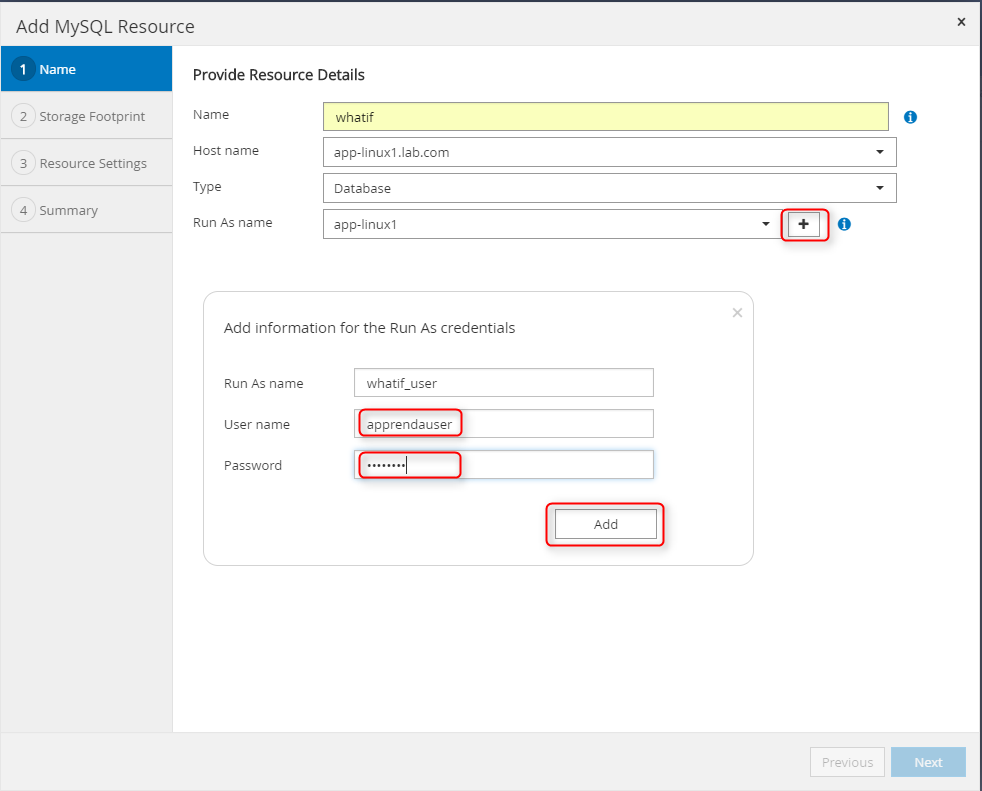 Add MySQL Resource
×
1 Name
2 Storage Footprint
3 Resource Settings
4 Summary
Provide Resource Details
Name whatif
Host name app-linux1.lab.com
Type Database
Run As name app-linux1 +
Add information for the Run As credentials ×
Run As name whatif_user
User name apprendauser
Password ••••••••
Add
Previous Next